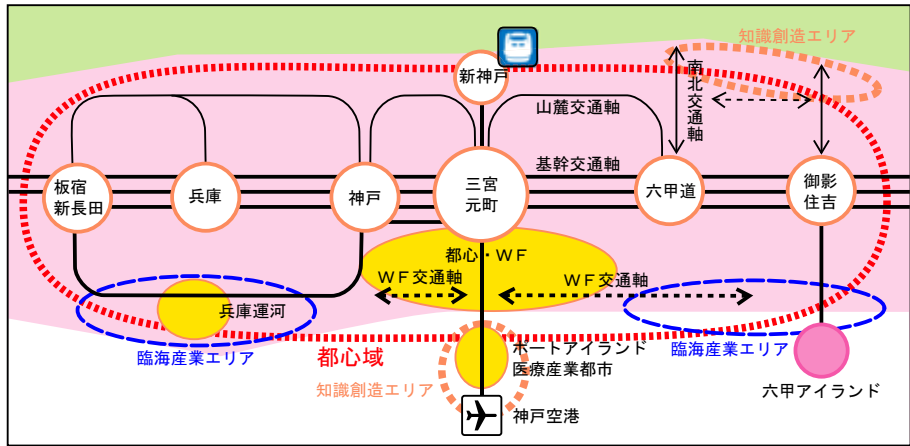 知識創造エリア
新神戸
南北交通軸
山麓交通軸
基幹交通軸
板宿
新長田
兵庫
神戸
三宮
元町
六甲道
御影
住吉
都心・ＷＦ
ＷＦ交通軸
ＷＦ交通軸
兵庫運河
臨海産業エリア
都心域
ポートアイランド
医療産業都市
臨海産業エリア
知識創造エリア
六甲アイランド
神戸空港